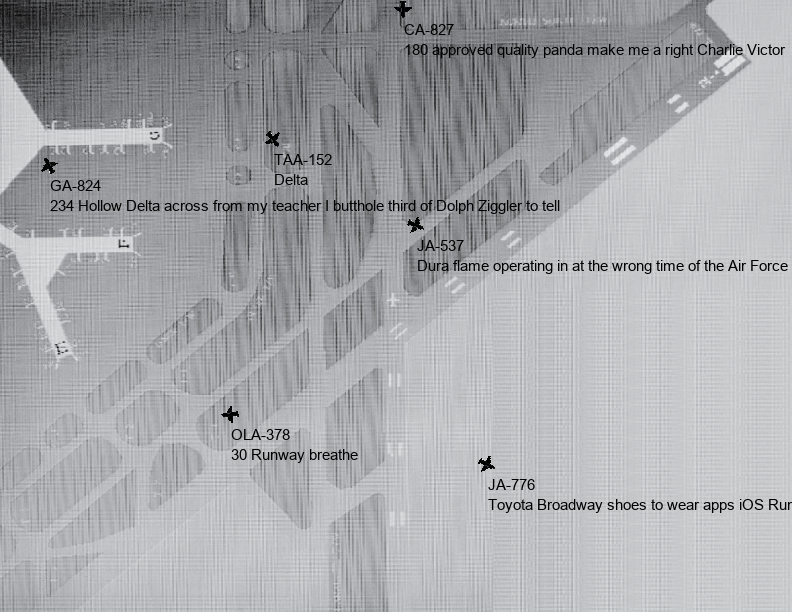 CA-827
180 approved quality panda make me a right Charlie Victor
TAA-152
Delta
GA-824
234 Hollow Delta across from my teacher I butthole third of Dolph Ziggler to tell
JA-537
Dura flame operating in at the wrong time of the Air Force
OLA-378
30 Runway breathe
JA-776
Toyota Broadway shoes to wear apps iOS Run